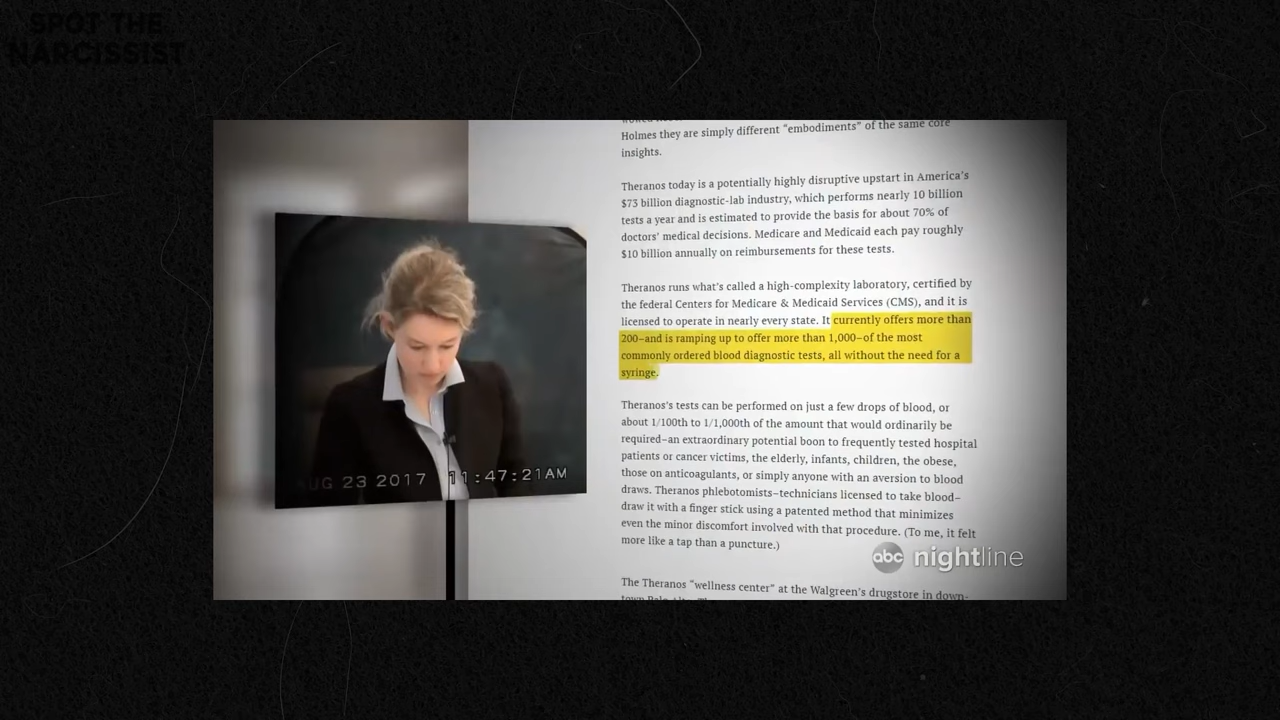 SPOT THE
NARCISSIST
Holmes they are simply different “embodiments” of the same core
insights.
Theranos today is a potentially highly disruptive upstart in America’s
$73 billion diagnostic-lab industry, which performs nearly 10 billion
tests a year and is estimated to provide the basis for about 70% of
doctors’ medical decisions. Medicare and Medicaid each pay roughly
$10 billion annually on reimbursements for these tests.
Theranos runs what’s called a high-complexity laboratory, certified by
the federal Centers for Medicare & Medicaid Services (CMS), and it is
licensed to operate in nearly every state. It currently offers more than
200–and is ramping up to offer more than 1,000–of the most
commonly ordered blood diagnostic tests, all without the need for a
syringe.
Theranos’s tests can be performed on just a few drops of blood, or
about 1/100th to 1/1,000th of the amount that would ordinarily be
required–an extraordinary potential boon to frequently tested hospital
patients or cancer victims, the elderly, infants, children, the obese,
those on anticoagulants, or simply anyone with an aversion to blood
draws. Theranos phlebotomists–technicians licensed to take blood–
draw it with a finger stick using a patented method that minimizes
even the minor discomfort involved with that procedure. (To me, it felt
more like a tap than a puncture.)
The Theranos “wellness center” at the Walgreen’s drugstore in down-
UG 23 2017 11:47:21AM
abc nightline